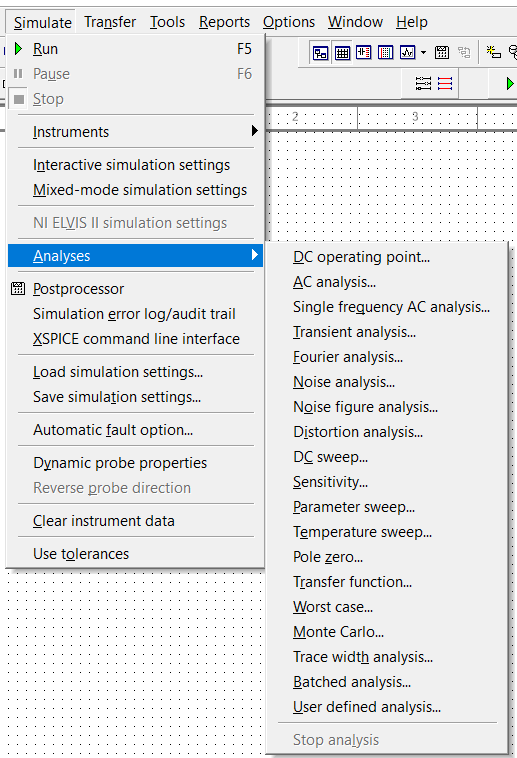 Simulate Transfer Tools Reports Options Window Help
Run F5
Pause F6
Stop
Instruments
Interactive simulation settings
Mixed-mode simulation settings
NI ELVIS II simulation settings
Analyses
Postprocessor
Simulation error log/audit trail
XSPICE command line interface
Load simulation settings...
Save simulation settings...
Automatic fault option...
Dynamic probe properties
Reverse probe direction
Clear instrument data
Use tolerances
2 3
DC operating point...
AC analysis...
Single frequency AC analysis...
Transient analysis...
Fourier analysis...
Noise analysis...
Noise figure analysis...
Distortion analysis...
DC sweep...
Sensitivity...
Parameter sweep...
Temperature sweep...
Pole zero...
Transfer function...
Worst case...
Monte Carlo...
Trace width analysis...
Batched analysis...
User defined analysis...
Stop analysis